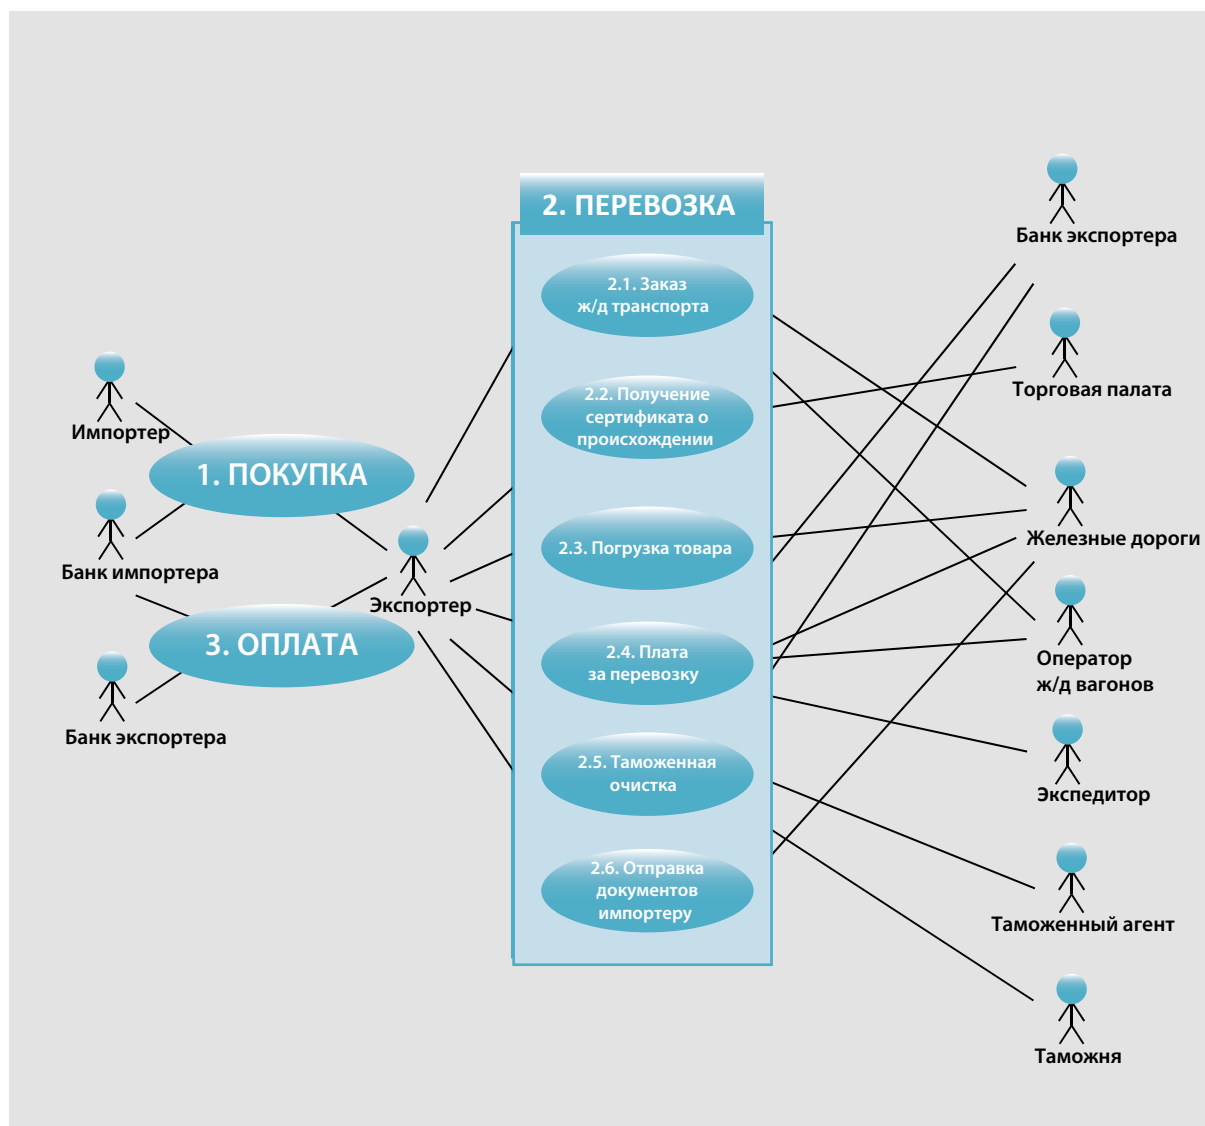 2. ПЕРЕВОЗКА
2.1. Заказ
ж/д транспорта
2.2. Получение
сертификата о
происхождении
2.3. Погрузка товара
2.4. Плата
за перевозку
2.5. Таможенная
очистка
2.6. Отправка
документов
импортеру
Импортер
1. ПОКУПКА
Банк импортера
Экспортер
3. ОПЛАТА
Банк экспортера
Банк экспортера
Торговая палата
Железные дороги
Оператор
ж/д вагонов
Экспедитор
Таможенный агент
Таможня